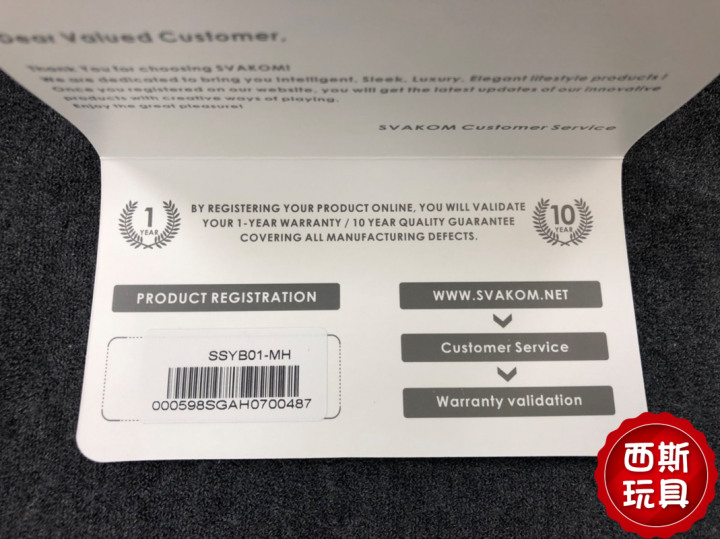 Dear Valued Customer,
Thank You for choosing SVAKOM!
We are dedicated to bring you Intelligent, Sleek, Luxury, Elegant lifestyle products !
Once you registered on our website, you will get the latest updates of our innovative
products with creative ways of playing.
Enjoy the great pleasure!
SVAKOM Customer Service
1
YEAR
BY REGISTERING YOUR PRODUCT ONLINE, YOU WILL VALIDATE
YOUR 1-YEAR WARRANTY / 10 YEAR QUALITY GUARANTEE
COVERING ALL MANUFACTURING DEFECTS.
10
YEAR
PRODUCT REGISTRATION
SSYB01-MH
000598SGAH0700487
WWW.SVAKOM.NET
Customer Service
Warranty validation
西斯
玩具